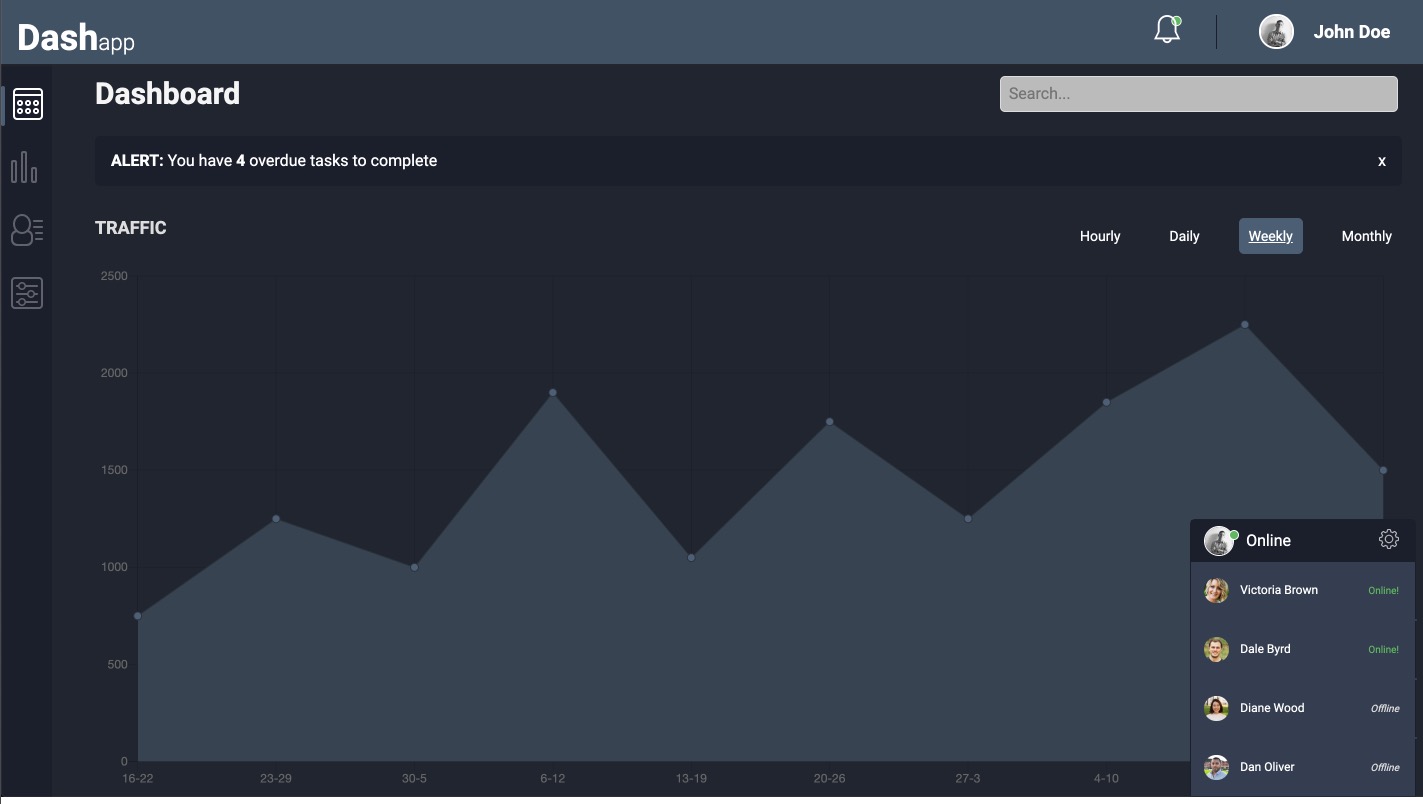 Dashapp
John Doe
Dashboard
Search...
ALERT: You have 4 overdue tasks to complete
x
TRAFFIC
Hourly Daily Weekly Monthly
2500
2000
1500
1000
500
0
16-22 23-29 30-5 6-12 13-19 20-26 27-3 4-10
Online
Victoria Brown Online!
Dale Byrd Online!
Diane Wood Offline
Dan Oliver Offline